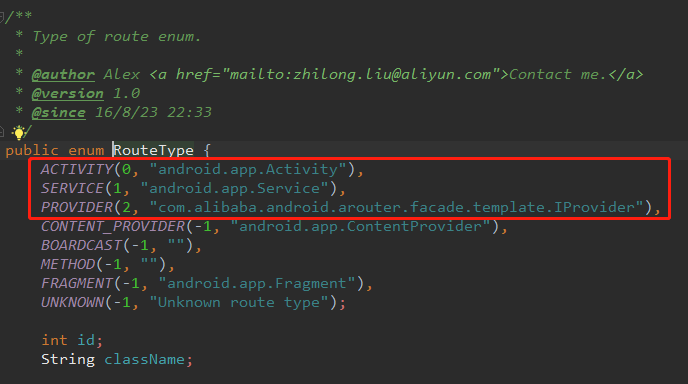 /**
* Type of route enum.
*
* @author Alex <a href="mailto:zhilong.liu@aliyun.com">Contact me.</a>
* @version 1.0
* @since 16/8/23 22:33
/
public enum RouteType {
ACTIVITY(0, "android.app.Activity"),
SERVICE(1, "android.app.Service"),
PROVIDER(2, "com.alibaba.android.arouter.facade.template.IProvider"),
CONTENT_PROVIDER(-1, "android.app.ContentProvider"),
BOARDCAST(-1, ""),
METHOD(-1, ""),
FRAGMENT(-1, "android.app.Fragment"),
UNKNOWN(-1, "Unknown route type");
int id;
String className;